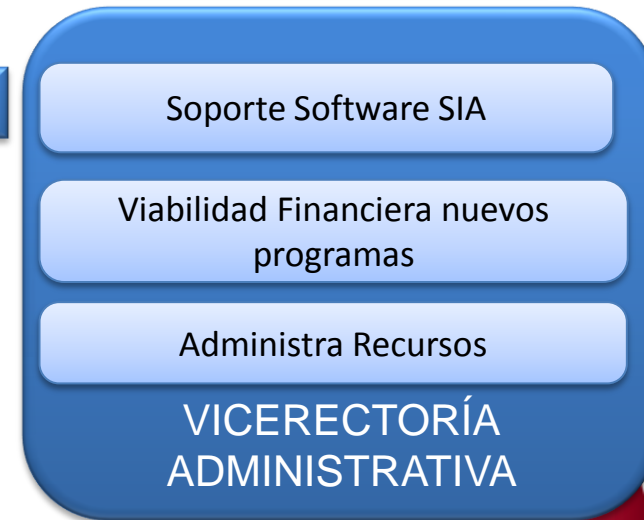 Soporte Software SIA
Viabilidad Financiera nuevos
programas
Administra Recursos
VICERECTORÍA
ADMINISTRATIVA